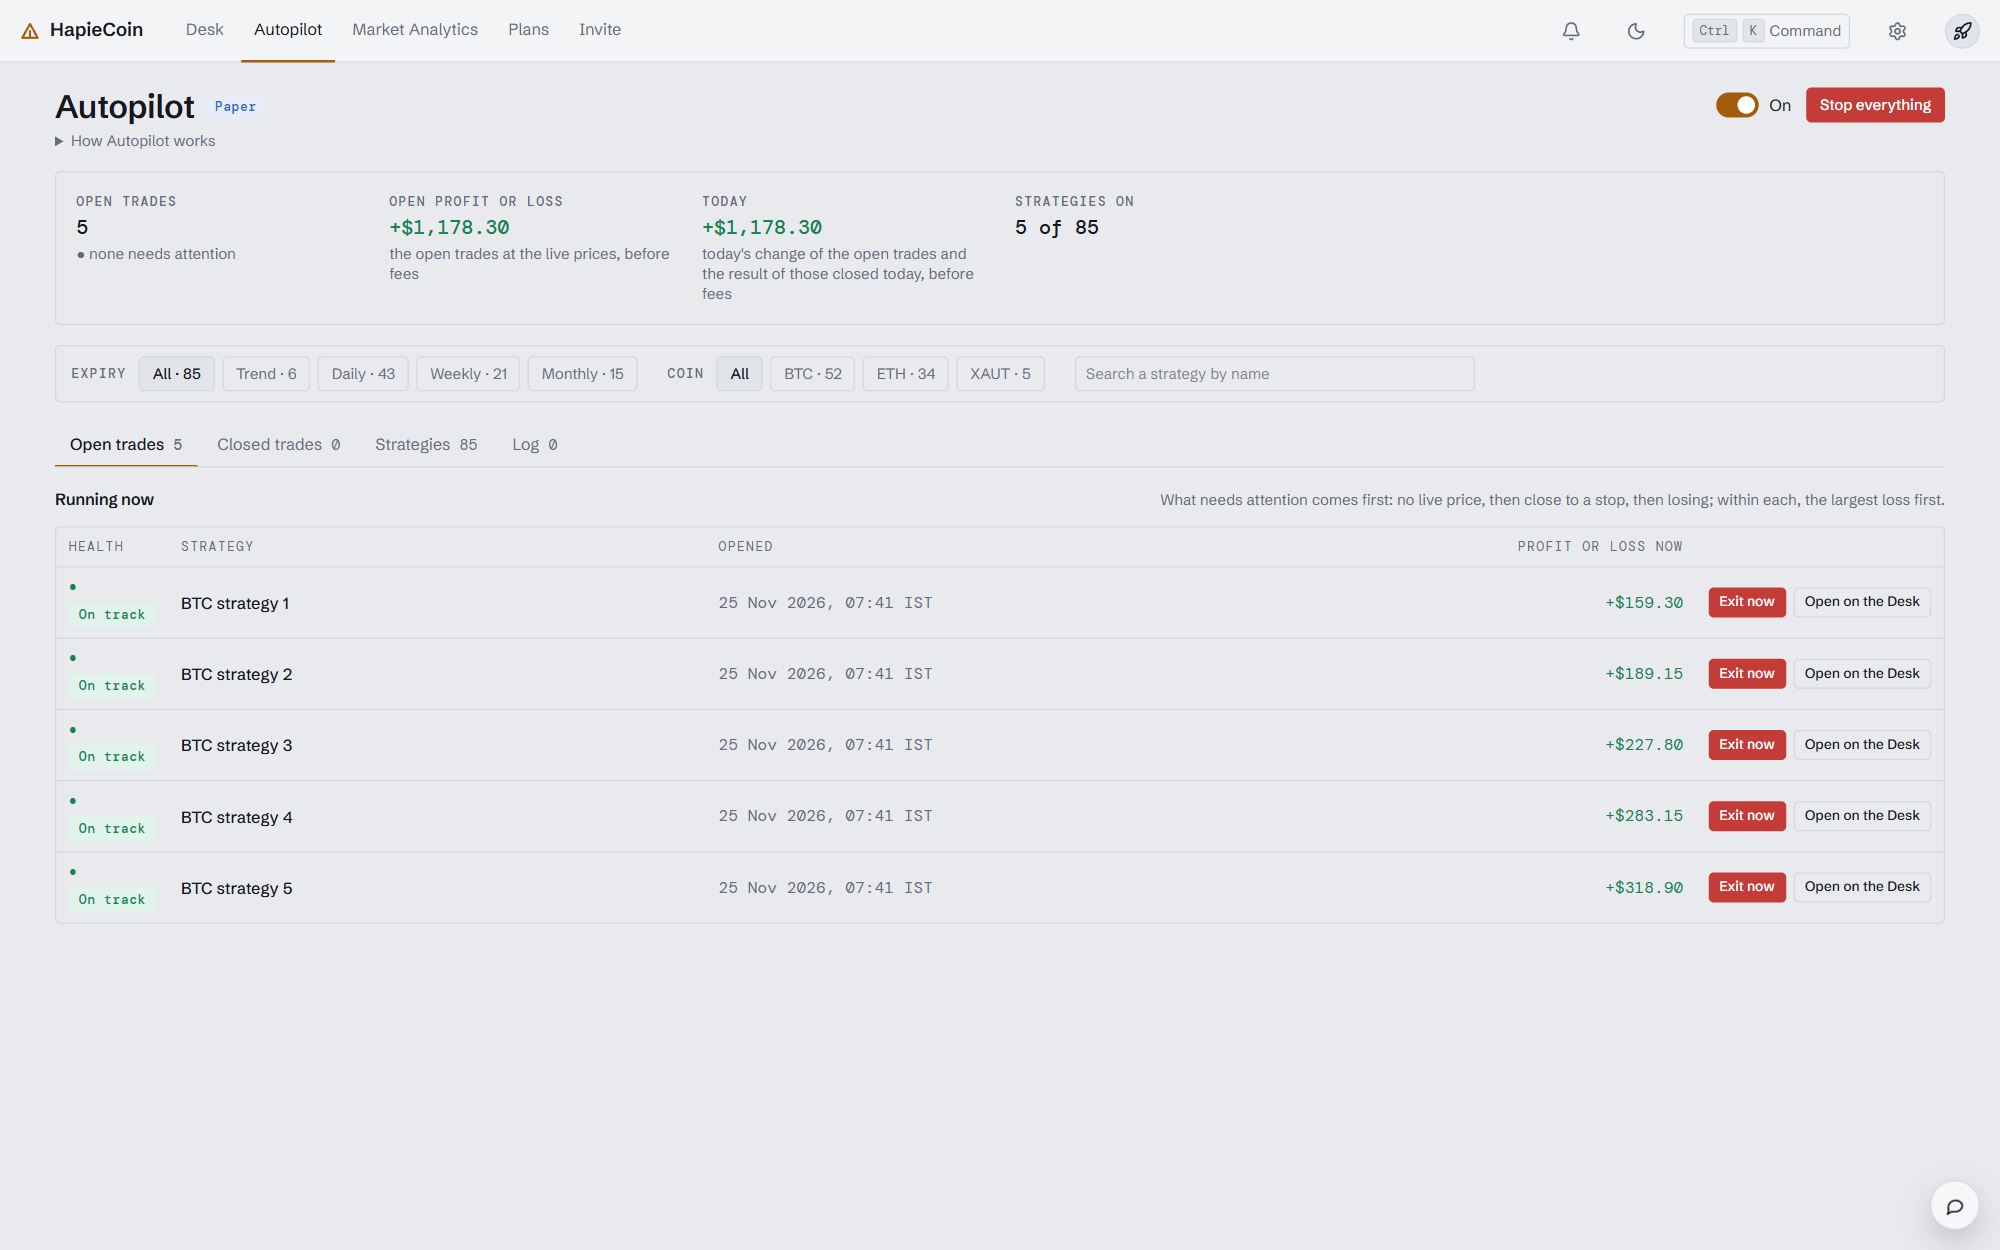 HapieCoin Desk Autopilot Market Analytics Plans Invite Ctrl K Command
Autopilot Paper On Stop everything
▶ How Autopilot works
OPEN TRADES
5
• none needs attention
OPEN PROFIT OR LOSS
+$1,178.30
the open trades at the live prices, before
fees
TODAY
+$1,178.30
today's change of the open trades and
the result of those closed today, before
fees
STRATEGIES ON
5 of 85
EXPIRY All · 85 Trend · 6 Daily · 43 Weekly · 21 Monthly · 15 COIN All BTC · 52 ETH · 34 XAUT · 5 Search a strategy by name
Open trades 5 Closed trades 0 Strategies 85 Log 0
Running now What needs attention comes first: no live price, then close to a stop, then losing; within each, the largest loss first.
HEALTH STRATEGY OPENED PROFIT OR LOSS NOW
• On track BTC strategy 1 25 Nov 2026, 07:41 IST +$159.30 Exit now Open on the Desk
• On track BTC strategy 2 25 Nov 2026, 07:41 IST +$189.15 Exit now Open on the Desk
• On track BTC strategy 3 25 Nov 2026, 07:41 IST +$227.80 Exit now Open on the Desk
• On track BTC strategy 4 25 Nov 2026, 07:41 IST +$283.15 Exit now Open on the Desk
• On track BTC strategy 5 25 Nov 2026, 07:41 IST +$318.90 Exit now Open on the Desk